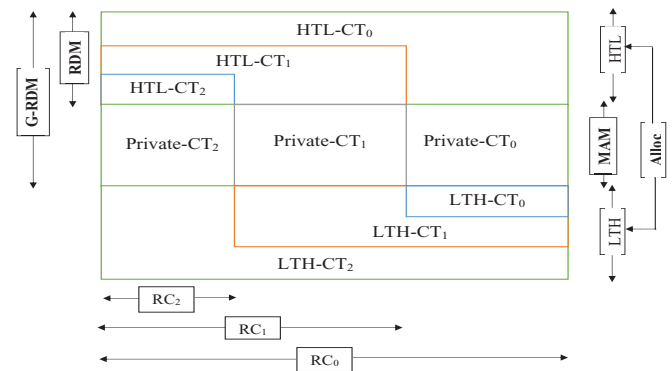 HTL-CT₀
HTL-CT₁
HTL-CT₂
Private-CT₂
Private-CT₁
Private-CT₀
LTH-CT₀
LTH-CT₁
LTH-CT₂
RC₂
RC₁
RC₀
G-RDM
RDM
HTL
MAM
LTH
Alloc